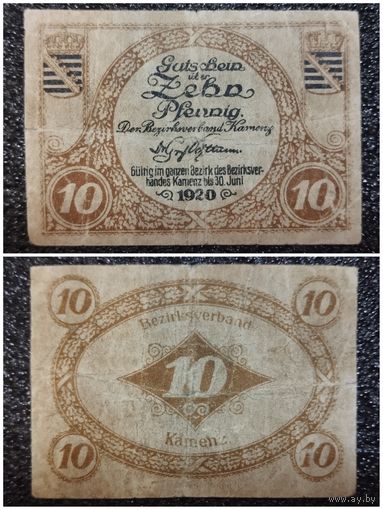 Gutschein
über
Zehn
Pfennig.
Der Bezirksverband Kamenz
10 10
Gültig im ganzen Bezirk des Bezirksver-
bandes Kamenz bis 30. Juni
1920
10 10
Bezirksverband
10
Kamenz
10 10
www.ay.by